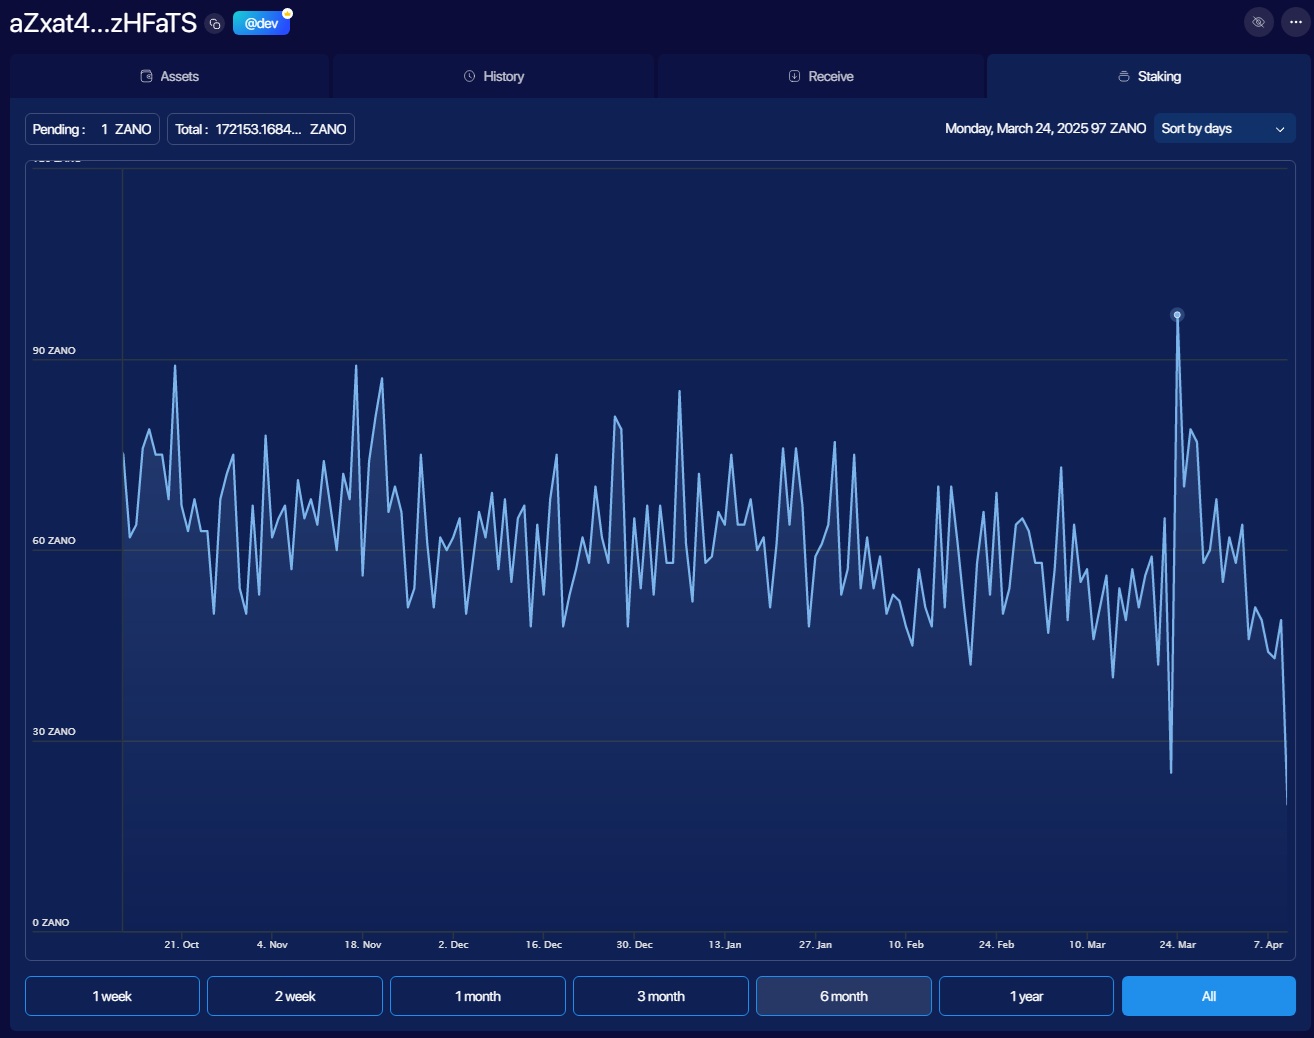 aZxat4...zHFaTS @dev
Assets History Receive Staking
Pending : 1 ZANO Total : 172153.1684... ZANO Monday, March 24, 2025 97 ZANO Sort by days
90 ZANO
60 ZANO
30 ZANO
0 ZANO
21. Oct 4. Nov 18. Nov 2. Dec 16. Dec 30. Dec 13. Jan 27. Jan 10. Feb 24. Feb 10. Mar 24. Mar 7. Apr
1 week 2 week 1 month 3 month 6 month 1 year All